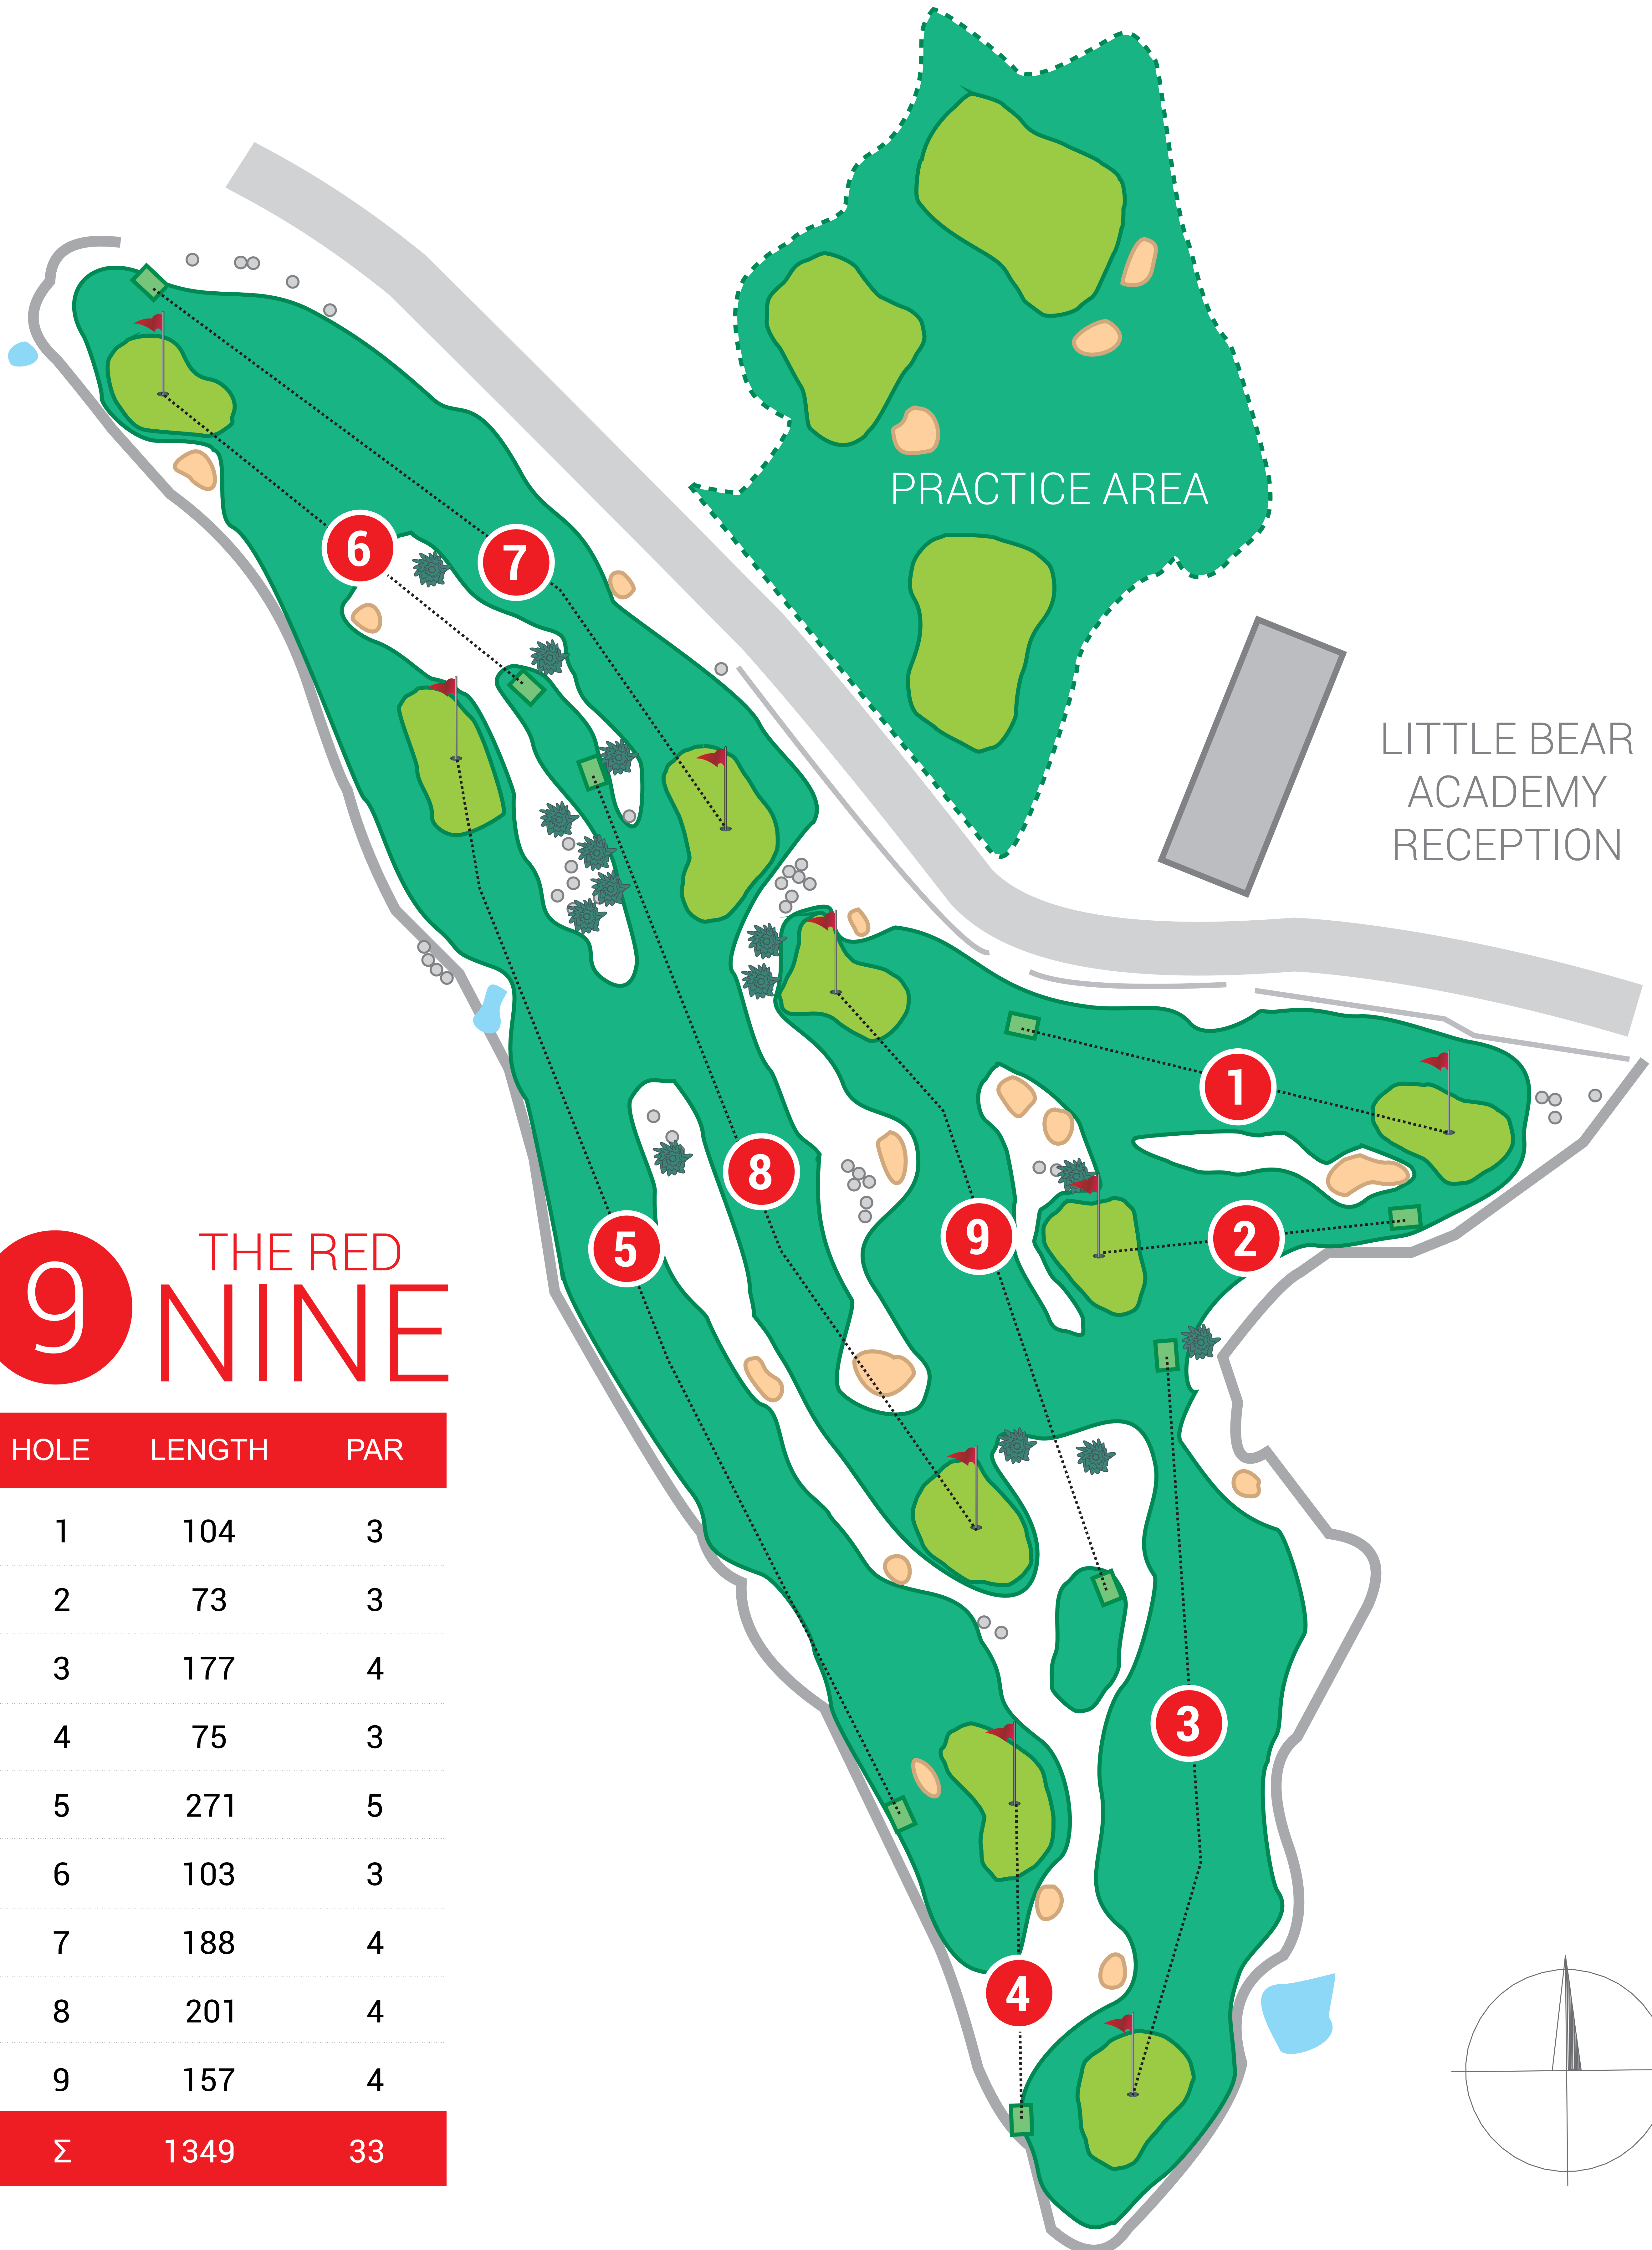 PRACTICE AREA
6
7
LITTLE BEAR
ACADEMY
RECEPTION
1
8
2
9
5
3
4
9
THE RED
NINE
HOLE LENGTH PAR
1 104 3
2 73 3
3 177 4
4 75 3
5 271 5
6 103 3
7 188 4
8 201 4
9 157 4
Σ 1349 33